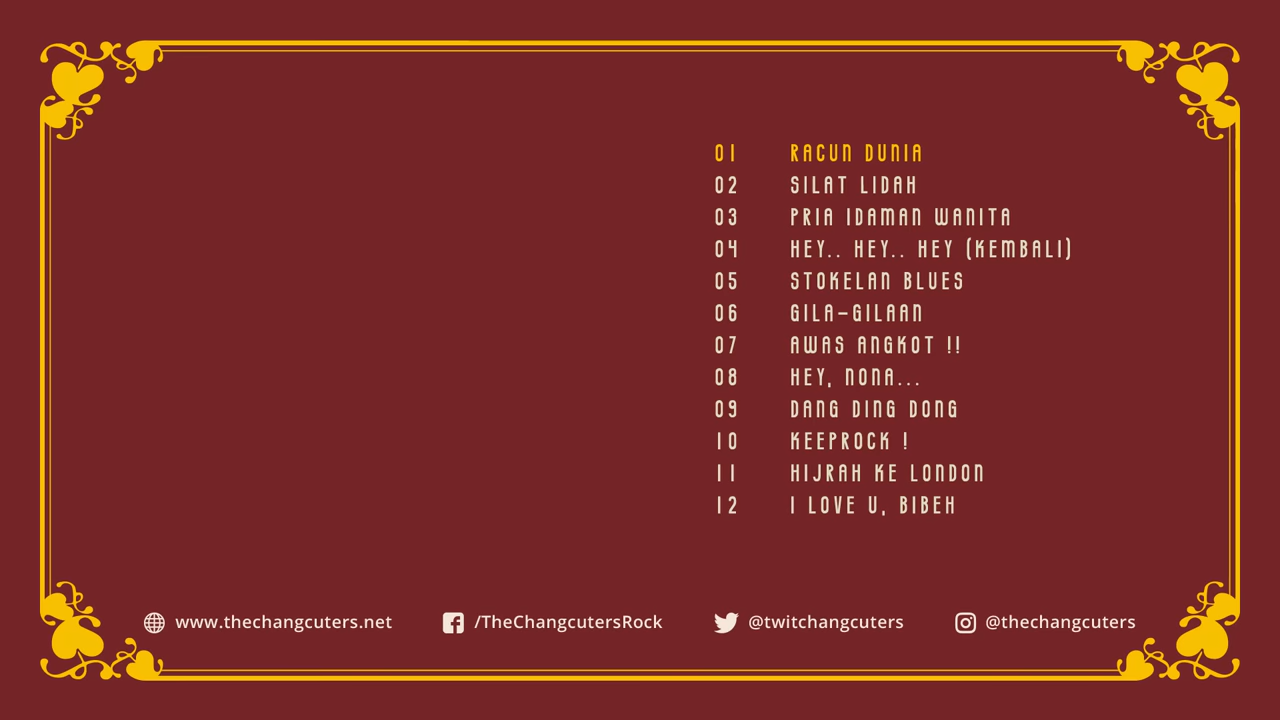 01 RACUN DUNIA
02 SILAT LIDAH
03 PRIA IDAMAN WANITA
04 HEY.. HEY.. HEY (KEMBALI)
05 STOKELAN BLUES
06 GILA-GILAAN
07 AWAS ANGKOT !!
08 HEY, NONA...
09 DANG DING DONG
10 KEEPROCK !
11 HIJRAH KE LONDON
12 I LOVE U, BIBEH
www.thechangcuters.net /TheChangcutersRock @twitchangcuters @thechangcuters